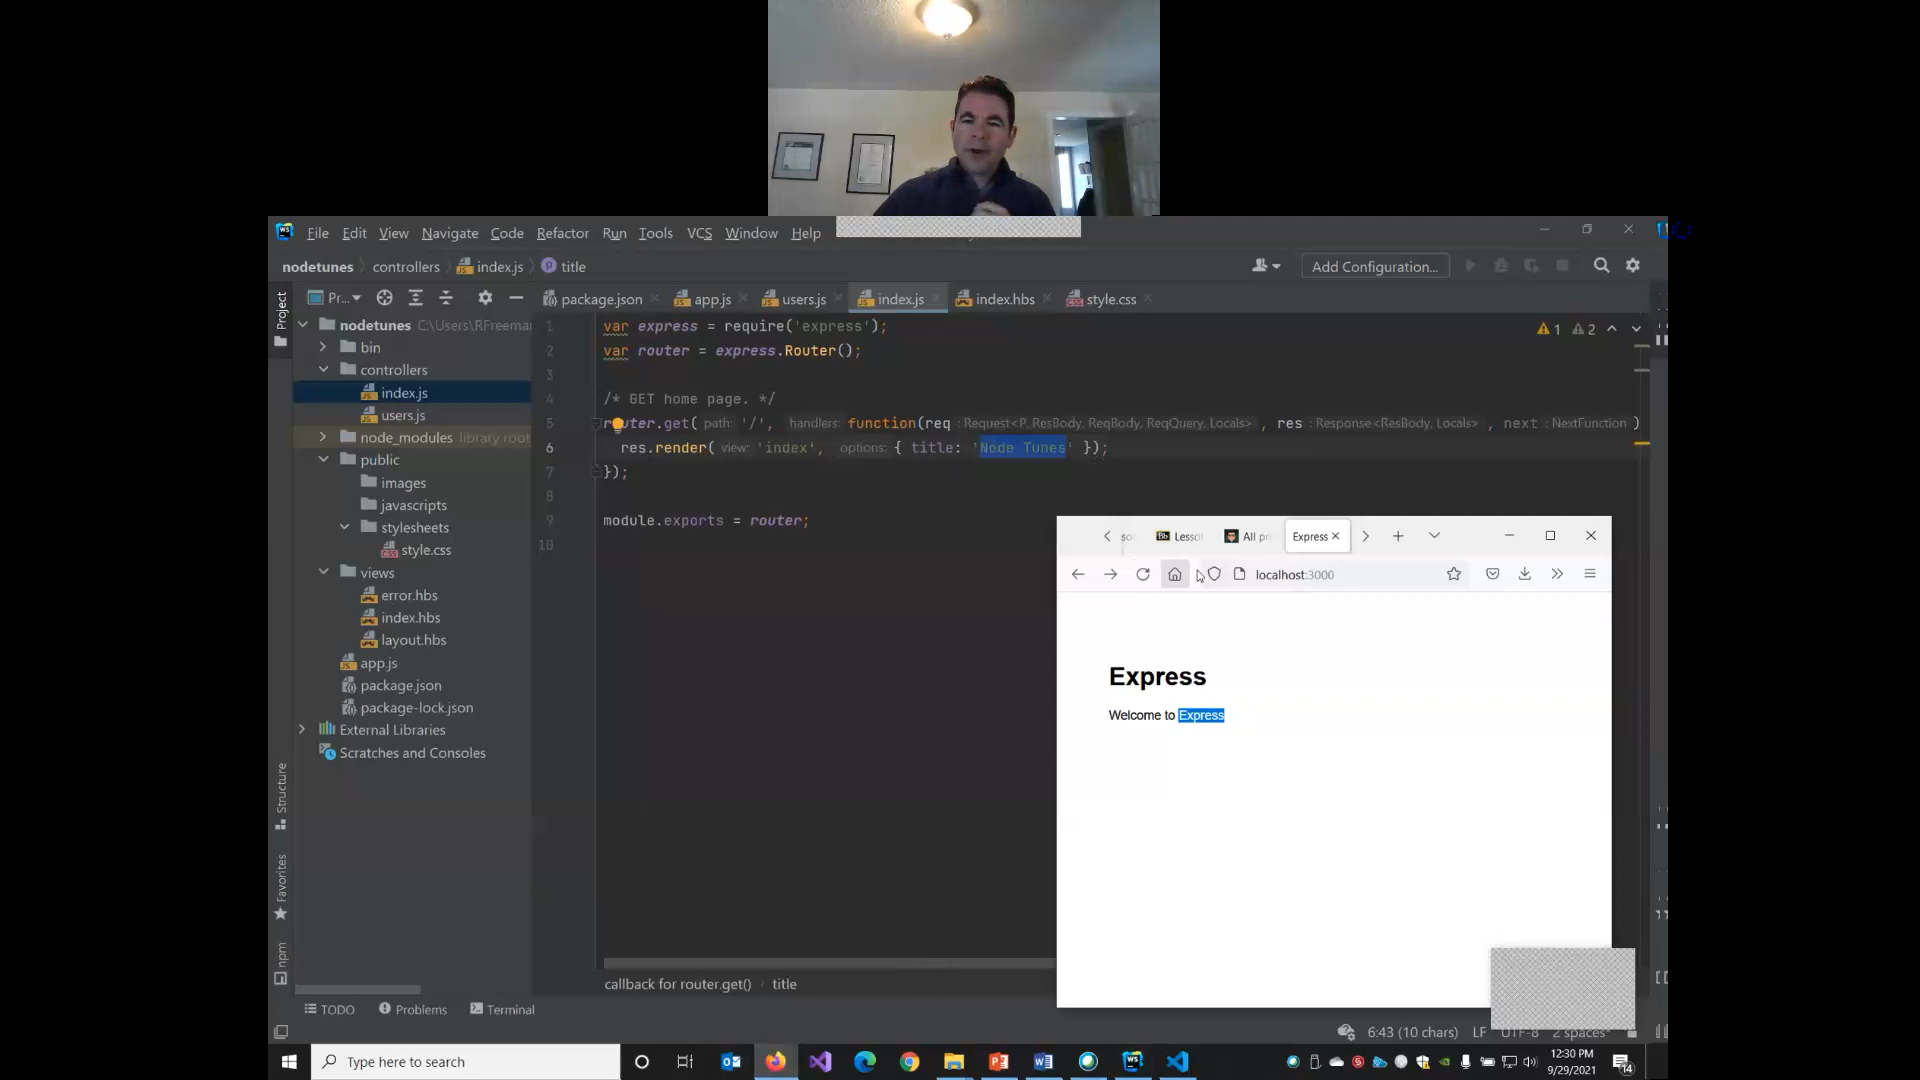 WS File Edit View Navigate Code Refactor Run Tools VCS Window Help
nodetunes controllers index.js title
Add Configuration...
Project
Pr...
package.json app.js users.js index.js index.hbs style.css
nodetunes C:\Users\RFreema
bin
controllers
index.js
users.js
node_modules library root
public
images
javascripts
stylesheets
style.css
views
error.hbs
index.hbs
layout.hbs
app.js
package.json
package-lock.json
External Libraries
Scratches and Consoles
Structure
Favorites
npm
1 var express = require('express');
2 var router = express.Router();
3
4 /* GET home page. */
5 router.get( path: '/', handlers: function(req : Request<P, ResBody, ReqBody, ReqQuery, Locals> , res : Response<ResBody, Locals> , next : NextFunction )
6 res.render( view: 'index', options: { title: 'Node Tunes' });
7 });
8
9 module.exports = router;
10
1 2
Lesso All pr Express
localhost:3000
Express
Welcome to Express
callback for router.get() title
TODO Problems Terminal
6:43 (10 chars) LF UTF-8 2 spaces
Type here to search
12:30 PM
9/29/2021
14